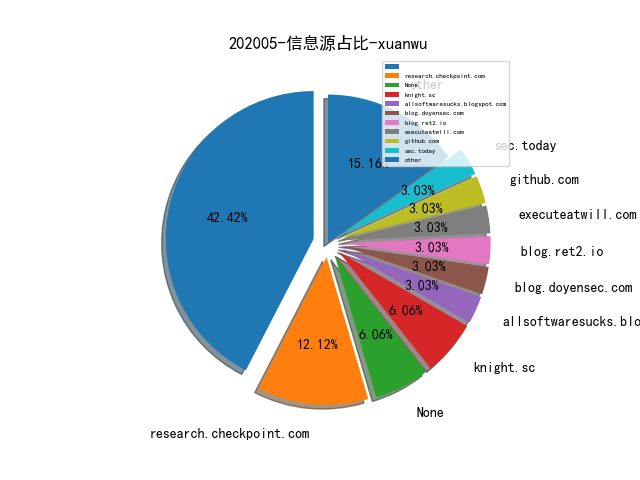 202005-信息源占比-xuanwu
other
research.checkpoint.com
None
knight.sc
allsoftwaresucks.blogspot.com
blog.doyensec.com
blog.ret2.io
executeatwill.com
github.com
sec.today
other
15.16%
sec.today
3.03%
github.com
3.03%
executeatwill.com
3.03%
42.42%
blog.ret2.io
3.03%
blog.doyensec.com
3.03%
allsoftwaresucks.blo
3.03%
knight.sc
6.06%
None
6.06%
12.12%
research.checkpoint.com